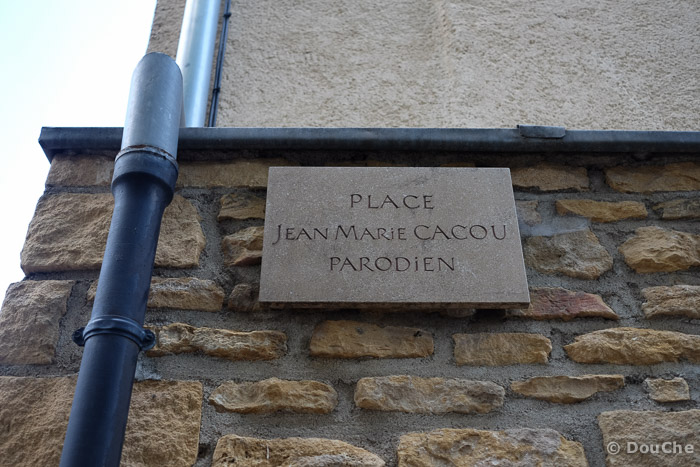 PLACE
JEAN MARiE CACOU
PARODiEN
© DouChe